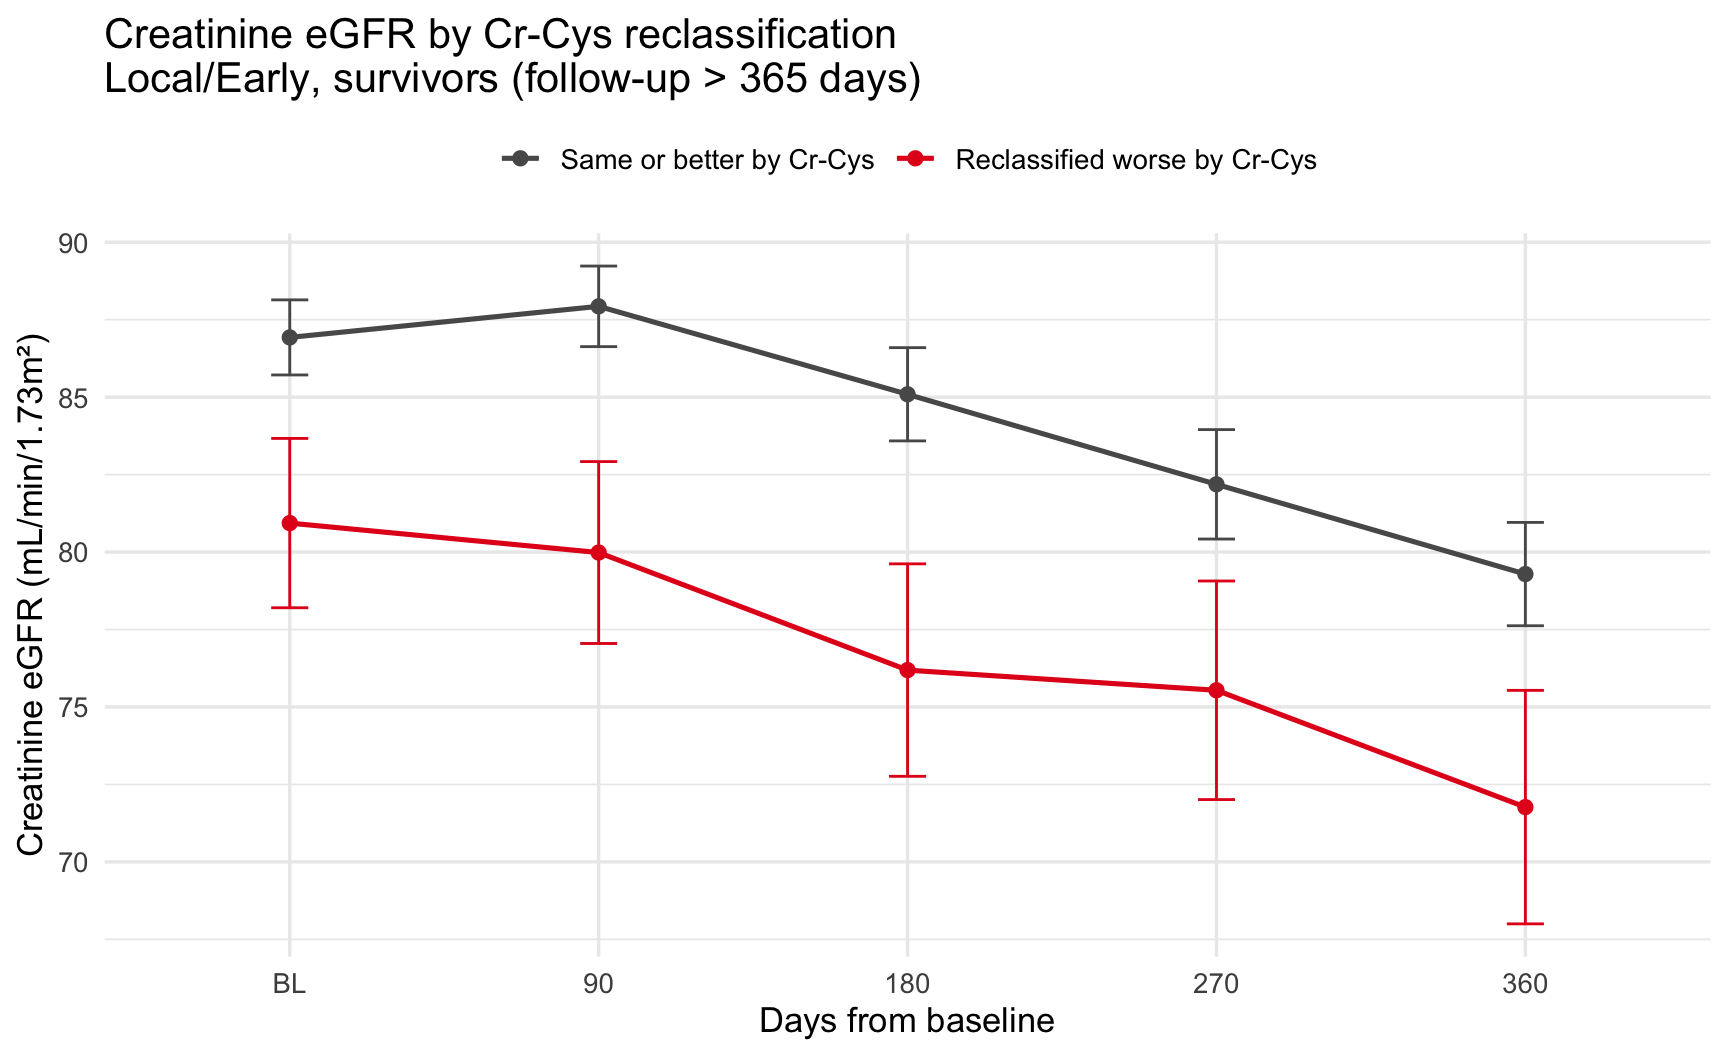 Creatinine eGFR by Cr-Cys reclassification
Local/Early, survivors (follow-up > 365 days)
Same or better by Cr-Cys
Reclassified worse by Cr-Cys
Creatinine eGFR (mL/min/1.73m²)
90
85
80
75
70
BL
90
180
270
360
Days from baseline